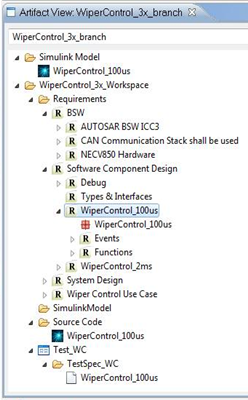 Artifact View: WiperControl_3x_branch
WiperControl_3x_branch
Simulink Model
WiperControl_100us
WiperControl_3x_Workspace
Requirements
R BSW
R AUTOSAR BSW ICC3
R CAN Communication Stack shall be used
R NECV850 Hardware
R Software Component Design
R Debug
R Types & Interfaces
R WiperControl_100us
WiperControl_100us
R Events
R Functions
R WiperControl_2ms
R System Design
R Wiper Control Use Case
SimulinkModel
Source Code
WiperControl_100us
Test_WC
TestSpec_WC
WiperControl_100us